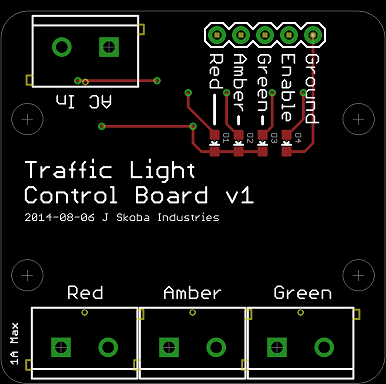 AC In
Red
Amber
Green
Enable
Ground
D1
D2
D3
D4
Traffic Light
Control Board v1
2014-08-06 J Skoba Industries
Red
Amber
Green
1A Max